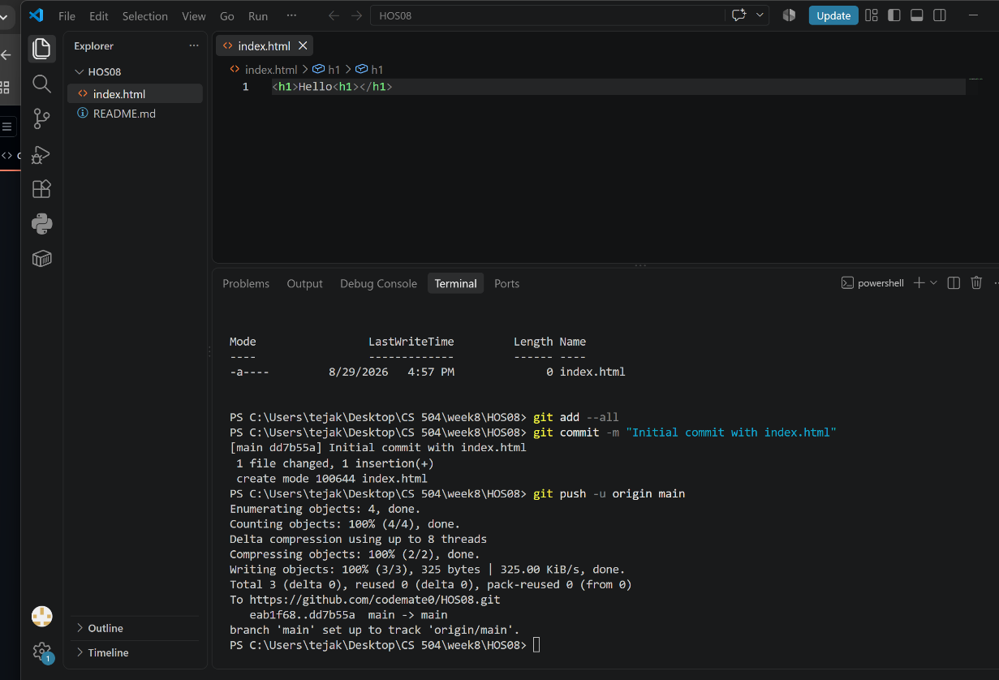 File Edit Selection View Go Run ··· HOS08 Update
Explorer ···
HOS08
index.html
README.md
Outline
Timeline
1
index.html
index.html > h1 > h1
1 <h1>Hello<h1></h1>
Problems Output Debug Console Terminal Ports powershell
Mode LastWriteTime Length Name
---- ------------- ------ ----
-a---- 8/29/2026 4:57 PM 0 index.html
PS C:\Users\tejak\Desktop\CS 504\week8\HOS08> git add --all
PS C:\Users\tejak\Desktop\CS 504\week8\HOS08> git commit -m "Initial commit with index.html"
[main dd7b55a] Initial commit with index.html
1 file changed, 1 insertion(+)
create mode 100644 index.html
PS C:\Users\tejak\Desktop\CS 504\week8\HOS08> git push -u origin main
Enumerating objects: 4, done.
Counting objects: 100% (4/4), done.
Delta compression using up to 8 threads
Compressing objects: 100% (2/2), done.
Writing objects: 100% (3/3), 325 bytes | 325.00 KiB/s, done.
Total 3 (delta 0), reused 0 (delta 0), pack-reused 0 (from 0)
To https://github.com/codemate0/HOS08.git
eab1f68..dd7b55a main -> main
branch 'main' set up to track 'origin/main'.
PS C:\Users\tejak\Desktop\CS 504\week8\HOS08>